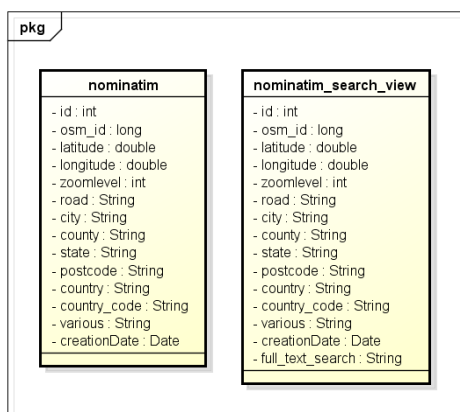 pkg
nominatim
- id : int
- osm_id : long
- latitude : double
- longitude : double
- zoomlevel : int
- road : String
- city : String
- county : String
- state : String
- postcode : String
- country : String
- country_code : String
- various : String
- creationDate : Date
nominatim_search_view
- id : int
- osm_id : long
- latitude : double
- longitude : double
- zoomlevel : int
- road : String
- city : String
- county : String
- state : String
- postcode : String
- country : String
- country_code : String
- various : String
- creationDate : Date
- full_text_search : String